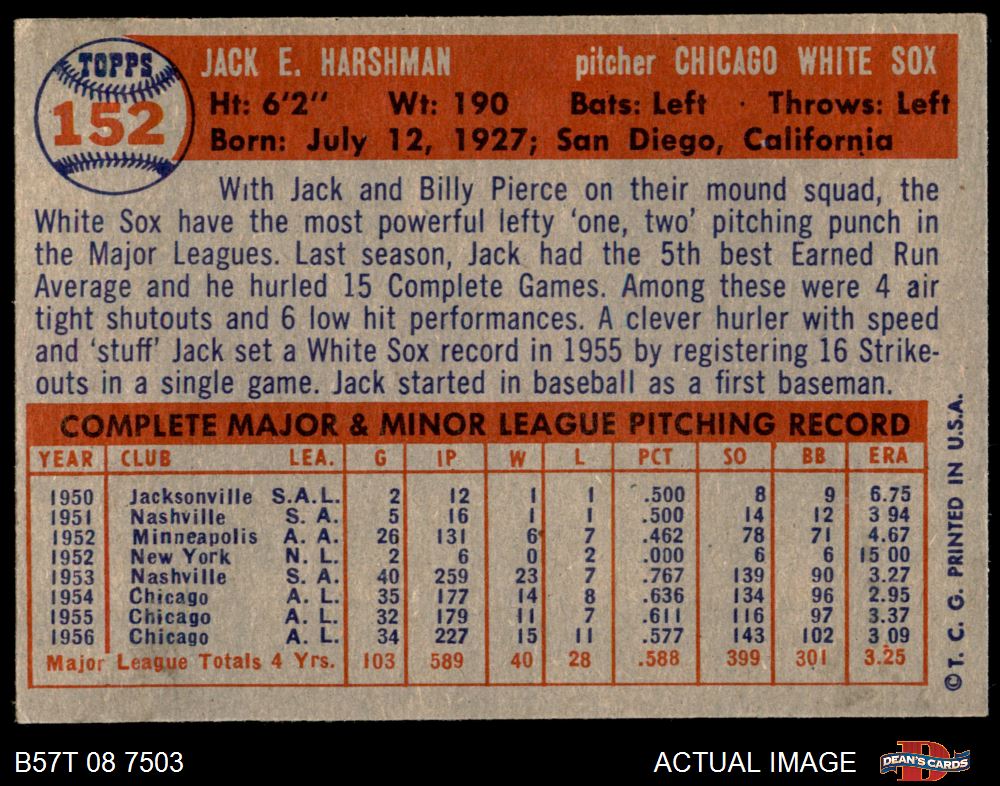 TOPPS
152
JACK E. HARSHMAN pitcher CHICAGO WHITE SOX
Ht: 6'2" Wt: 190 Bats: Left · Throws: Left
Born: July 12, 1927; San Diego, California
With Jack and Billy Pierce on their mound squad, the
White Sox have the most powerful lefty 'one, two' pitching punch in
the Major Leagues. Last season, Jack had the 5th best Earned Run
Average and he hurled 15 Complete Games. Among these were 4 air
tight shutouts and 6 low hit performances. A clever hurler with speed
and 'stuff' Jack set a White Sox record in 1955 by registering 16 Strike-
outs in a single game. Jack started in baseball as a first baseman.
COMPLETE MAJOR & MINOR LEAGUE PITCHING RECORD
YEAR CLUB LEA. G IP W L PCT SO BB ERA
1950 Jacksonville S.A.L. 2 12 1 1 .500 8 9 6.75
1951 Nashville S. A. 5 16 1 1 .500 14 12 3 94
1952 Minneapolis A. A. 26 131 6 7 .462 78 71 4.67
1952 New York N. L. 2 6 0 2 .000 6 6 15 00
1953 Nashville S. A. 40 259 23 7 .767 139 90 3.27
1954 Chicago A. L. 35 177 14 8 .636 134 96 2.95
1955 Chicago A. L. 32 179 11 7 .611 116 97 3.37
1956 Chicago A. L. 34 227 15 11 .577 143 102 3 09
Major League Totals 4 Yrs. 103 589 40 28 .588 399 301 3.25
©T. C. G. PRINTED IN U.S.A.
B57T 08 7503 ACTUAL IMAGE
D
DEAN'S CARDS